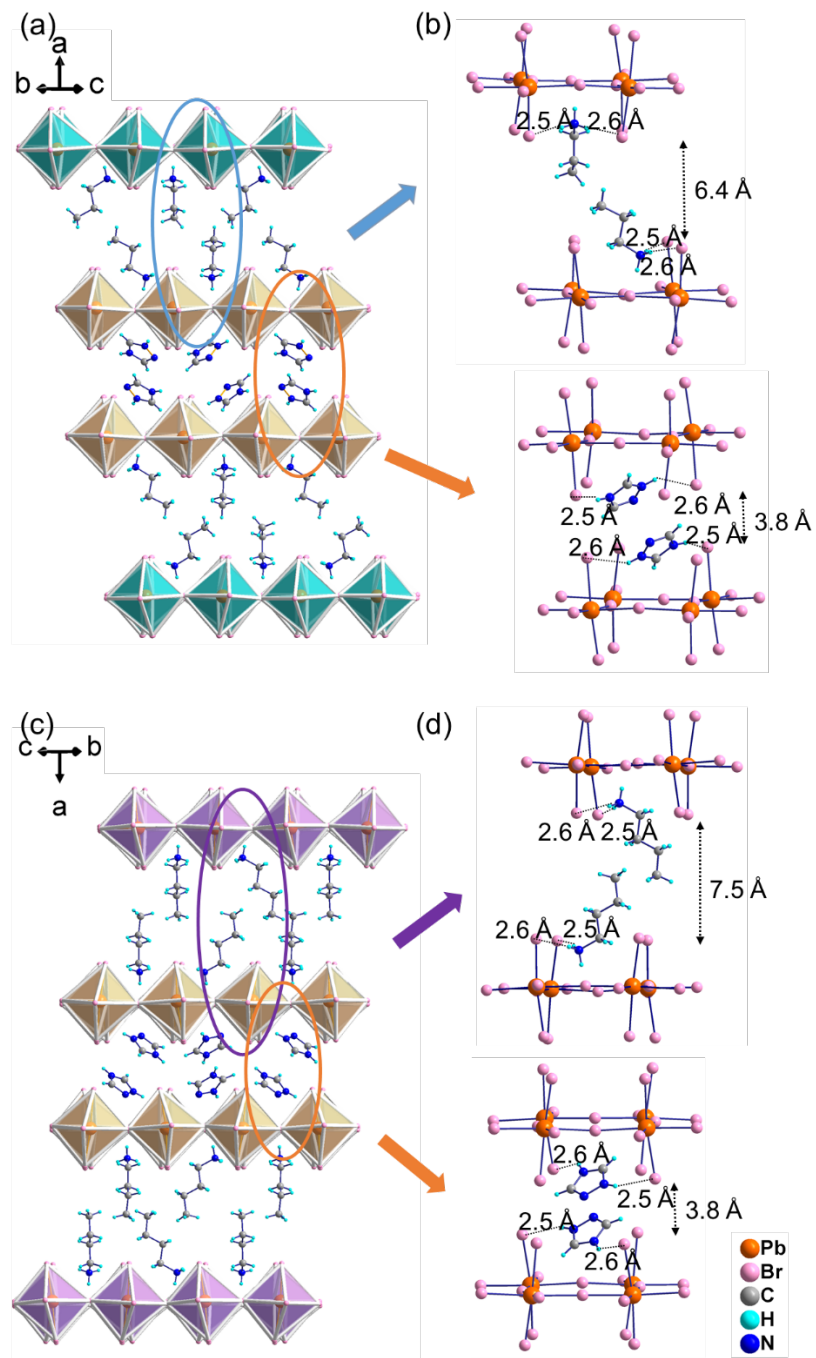 (a)
a
b c
(b)
2.5 Å 2.6 Å
6.4 Å
2.5 Å
2.6 Å
2.6 Å
2.5 Å
3.8 Å
2.5 Å
2.6 Å
(c)
c b
a
(d)
2.6 Å 2.5 Å
7.5 Å
2.6 Å 2.5 Å
2.6 Å
2.5 Å
3.8 Å
2.5 Å
2.6 Å
Pb
Br
C
H
N